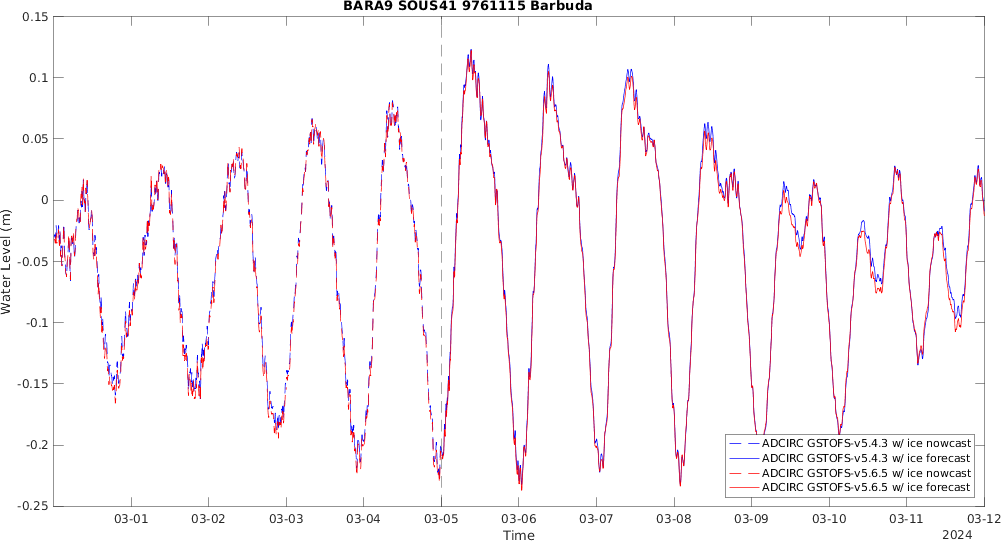 BARA9 SOUS41 9761115 Barbuda
0.15
0.1
0.05
0
-0.05
-0.1
-0.15
-0.2
-0.25
Water Level (m)
ADCIRC GSTOFS-v5.4.3 w/ ice nowcast
ADCIRC GSTOFS-v5.4.3 w/ ice forecast
ADCIRC GSTOFS-v5.6.5 w/ ice nowcast
ADCIRC GSTOFS-v5.6.5 w/ ice forecast
03-01 03-02 03-03 03-04 03-05 03-06 03-07 03-08 03-09 03-10 03-11 03-12
Time
2024